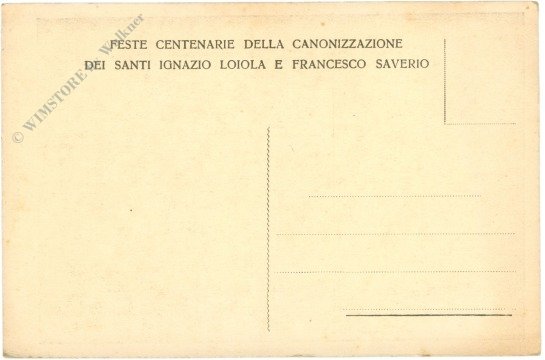 FESTE CENTENARIE DELLA CANONIZZAZIONE
DEI SANTI IGNAZIO LOIOLA E FRANCESCO SAVERIO
© WIMSTORE
Walkner